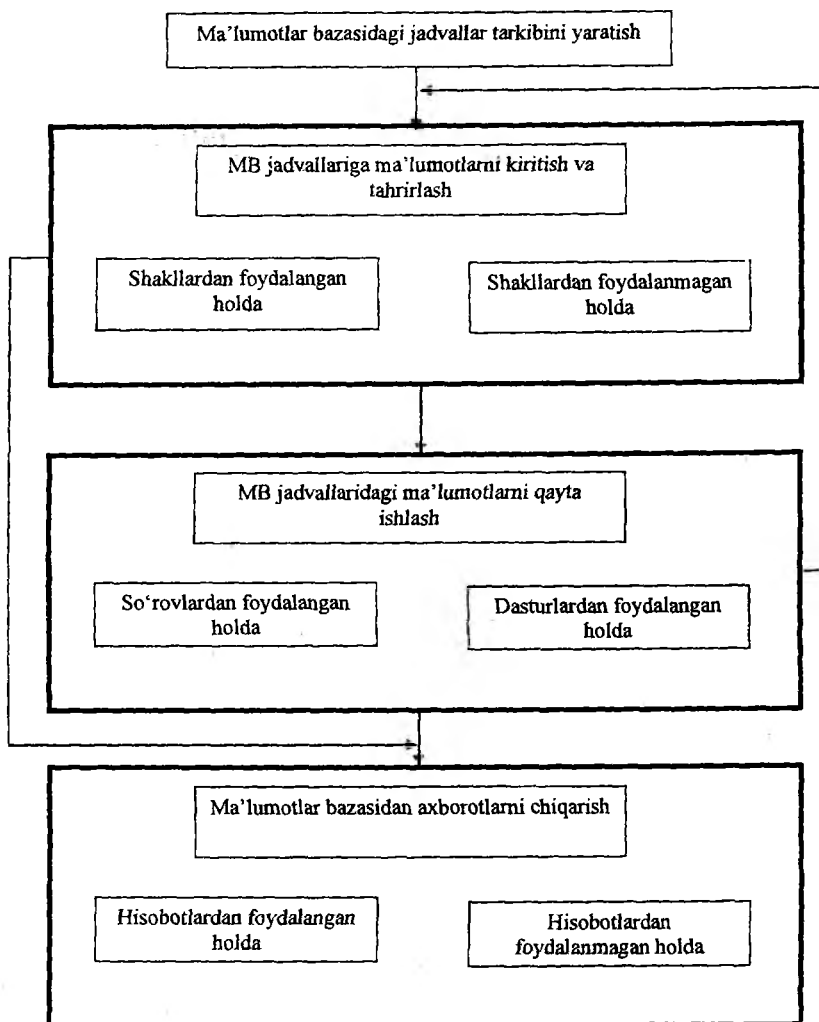 Ma’lumotlar bazasidagi jadvallar tarkibini yaratish
MB jadvallariga ma’lumotlarni kiritish va
tahrirlash
Shakllardan foydalangan
holda
Shakllardan foydalanmagan
holda
MB jadvallaridagi ma’lumotlarni qayta
ishlash
So‘rovlardan foydalangan
holda
Dasturlardan foydalangan
holda
Ma’lumotlar bazasidan axborotlarni chiqarish
Hisobotlardan foydalangan
holda
Hisobotlardan
foydalanmagan holda